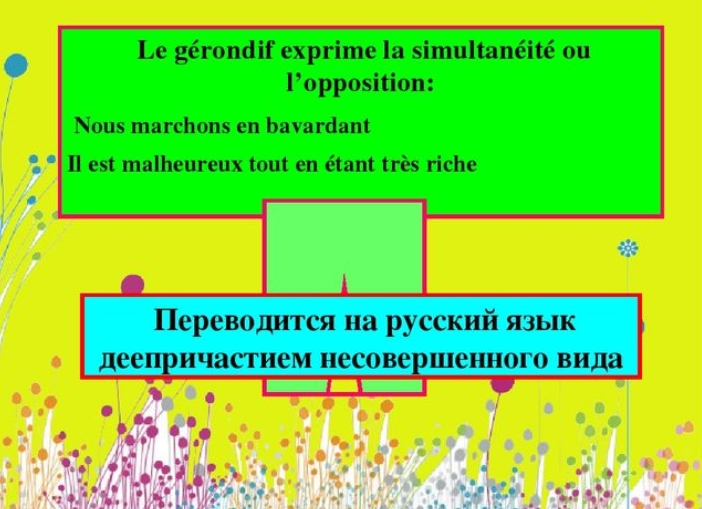 Le gérondif exprime la simultanéité ou
l’opposition:
Nous marchons en bavardant
Il est malheureux tout en étant très riche
Переводится на русский язык
деепричастием несовершенного вида